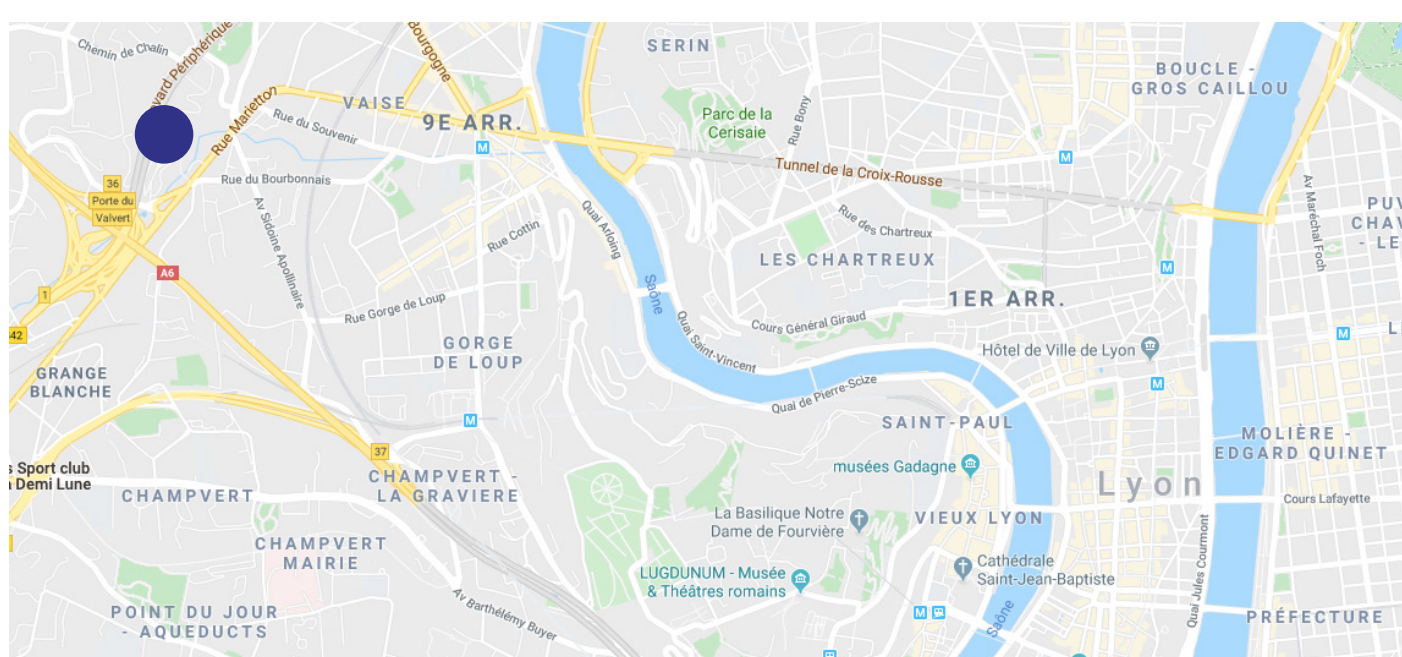 Chemin de Chalin
vard Périphérique
Bourgogne
SERIN
BOUCLE -
GROS CAILLOU
Rue Marietton
VAISE
Rue du Souvenir
9E ARR.
M
Parc de la
Cerisaie
Rue Bony
M
Tunnel de la Croix-Rousse
36
Porte du
Valvert
Rue du Bourbonnais
Av Sidoine Apollinaire
Rue Cottin
Quai Arloing
Rue des Chartreux
Av Maréchal Foch
PUV
CHAV
- LE
A6
1
LES CHARTREUX
M
Saône
1ER ARR.
Rue Gorge de Loup
Quai Saint-Vincent
Cours Général Giraud
42
GORGE
DE LOUP
Hôtel de Ville de Lyon
M
L
M
GRANGE
BLANCHE
Quai de Pierre-Scize
M
SAINT-PAUL
MOLIÈRE -
EDGARD QUINET
37
s Sport club
a Demi Lune
CHAMPVERT
CHAMPVERT -
LA GRAVIERE
musées Gadagne
Lyon
Cours Lafayette
La Basilique Notre
Dame de Fourvière
VIEUX LYON
CHAMPVERT
MAIRIE
LUGDUNUM - Musée
& Théâtres romains
Cathédrale
Saint-Jean-Baptiste
Quai Jules Courmont
POINT DU JOUR
- AQUEDUCTS
Av Barthélémy Buyer
M
Saône
PRÉFECTURE